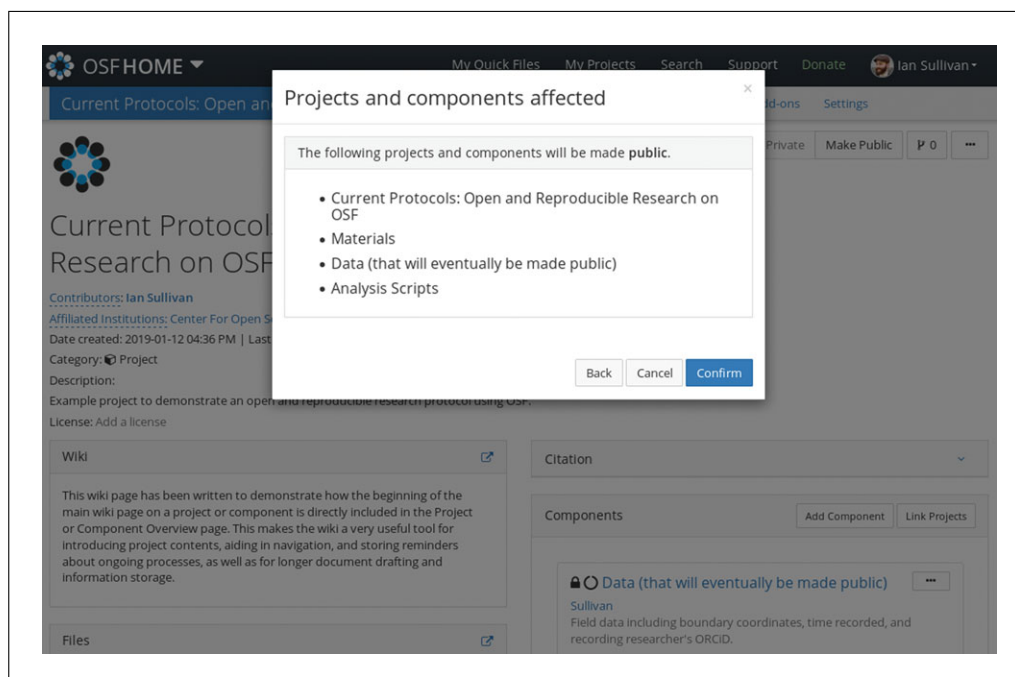 OSFHOME
My Quick Files My Projects Search Support Donate Ian Sullivan
Current Protocols: Open an
dd-ons Settings
Projects and components affected
×
The following projects and components will be made public.
• Current Protocols: Open and Reproducible Research on
OSF
• Materials
• Data (that will eventually be made public)
• Analysis Scripts
Back Cancel Confirm
Private Make Public 0 •••
Current Protocol
Research on OSF
Contributors: Ian Sullivan
Affiliated Institutions: Center For Open S
Date created: 2019-01-12 04:36 PM | Last
Category: Project
Description:
Example project to demonstrate an open and reproducible research protocol using OSF.
License: Add a license
Wiki
This wiki page has been written to demonstrate how the beginning of the
main wiki page on a project or component is directly included in the Project
or Component Overview page. This makes the wiki a very useful tool for
introducing project contents, aiding in navigation, and storing reminders
about ongoing processes, as well as for longer document drafting and
information storage.
Files
Citation
Components
Add Component Link Projects
Data (that will eventually be made public) •••
Sullivan
Field data including boundary coordinates, time recorded, and
recording researcher's ORCiD.